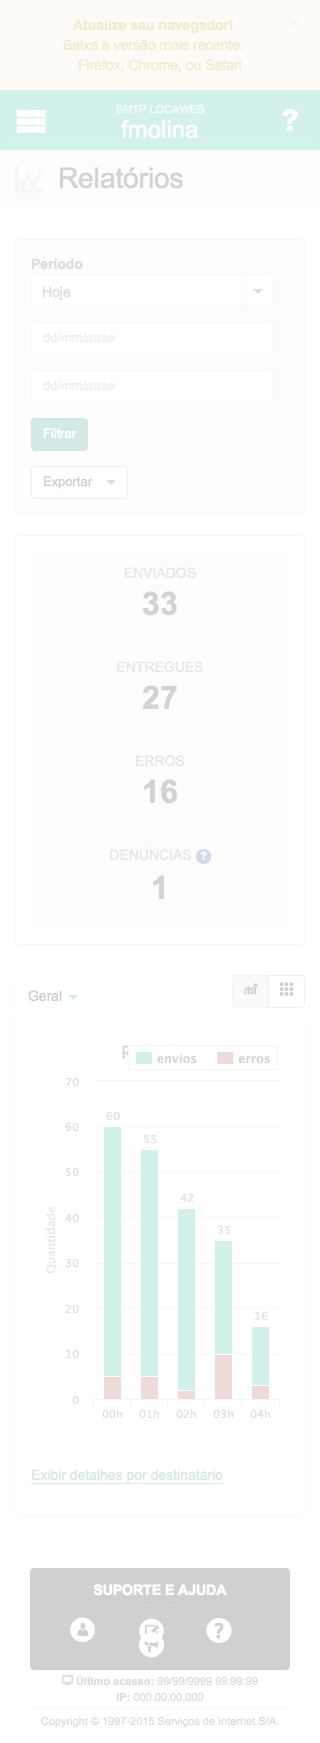 Atualize seu navegador!
×
Baixe a versão mais recente:
Firefox, Chrome, ou Safari
SMTP LOCAWEB
fmolina
?
Relatórios
Período
Hoje
dd/mm/aaaa
dd/mm/aaaa
Filtrar
Exportar
ENVIADOS
33
ENTREGUES
27
ERROS
16
DENÚNCIAS ?
1
Geral
envios erros
70
60
50
40
30
20
10
0
Quantidade
60
55
42
35
16
00h 01h 02h 03h 04h
Exibir detalhes por destinatário
SUPORTE E AJUDA
?
Último acesso: 99/99/9999 99:99:99
IP: 000.00.00.000
Copyright © 1997-2015 Serviços de Internet S/A.